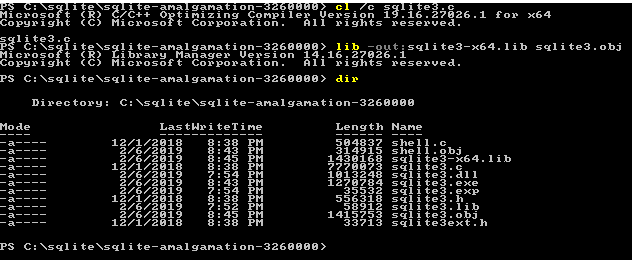 PS C:\sqlite\sqlite-amalgamation-3260000> cl /c sqlite3.c
Microsoft (R) C/C++ Optimizing Compiler Version 19.16.27026.1 for x64
Copyright (C) Microsoft Corporation.  All rights reserved.
sqlite3.c
PS C:\sqlite\sqlite-amalgamation-3260000> lib -out:sqlite3-x64.lib sqlite3.obj
Microsoft (R) Library Manager Version 14.16.27026.1
Copyright (C) Microsoft Corporation.  All rights reserved.
PS C:\sqlite\sqlite-amalgamation-3260000> dir
Directory: C:\sqlite\sqlite-amalgamation-3260000
Mode                LastWriteTime         Length Name
----                -------------         ------ ----
-a----        12/1/2018   8:38 PM         504837 shell.c
-a----         2/6/2019   8:43 PM         314915 shell.obj
-a----         2/6/2019   8:45 PM        1430168 sqlite3-x64.lib
-a----        12/1/2018   8:38 PM        7770073 sqlite3.c
-a----         2/6/2019   7:54 PM        1013248 sqlite3.dll
-a----         2/6/2019   8:43 PM        1270784 sqlite3.exe
-a----         2/6/2019   7:54 PM          35532 sqlite3.exp
-a----        12/1/2018   8:38 PM         556318 sqlite3.h
-a----         2/6/2019   7:52 PM          58912 sqlite3.lib
-a----         2/6/2019   8:45 PM        1415753 sqlite3.obj
-a----        12/1/2018   8:38 PM          33713 sqlite3ext.h
PS C:\sqlite\sqlite-amalgamation-3260000>